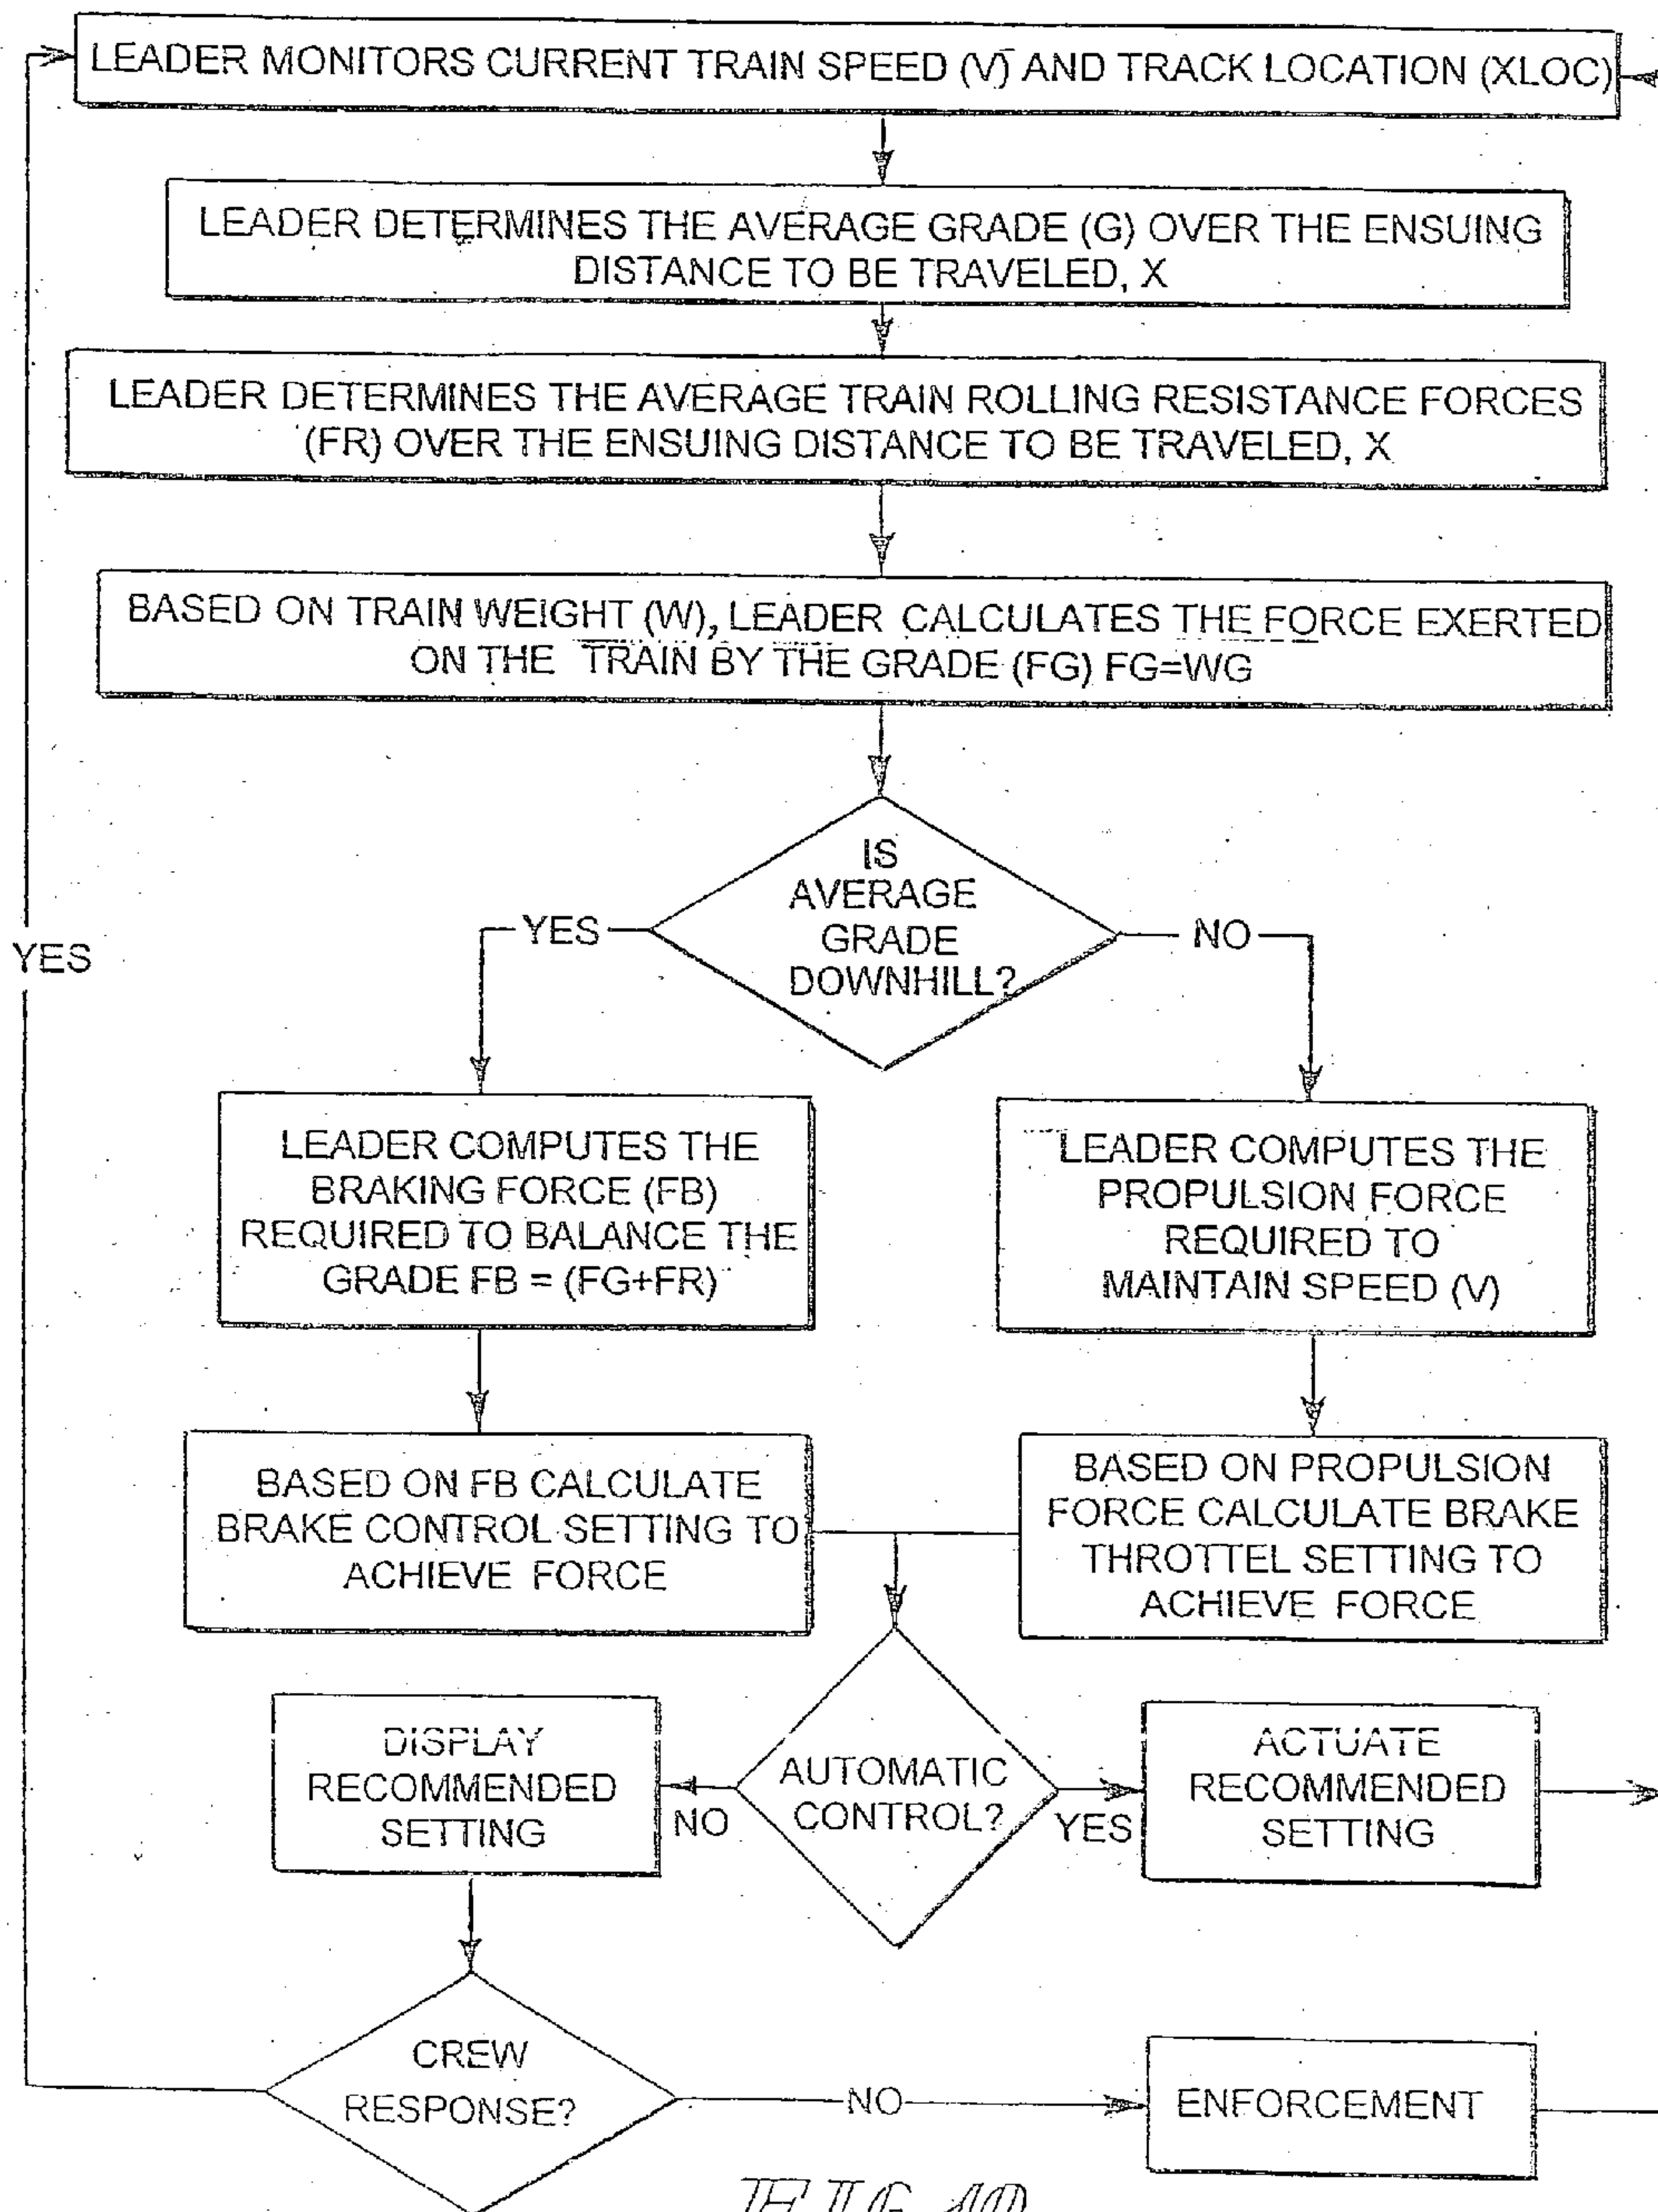 LEADER MONITORS CURRENT TRAIN SPEED (V) AND TRACK LOCATION (XLOC)
LEADER DETERMINES THE AVERAGE GRADE (G) OVER THE ENSUING
DISTANCE TO BE TRAVELED, X
LEADER DETERMINES THE AVERAGE TRAIN ROLLING RESISTANCE FORCES
(FR) OVER THE ENSUING DISTANCE TO BE TRAVELED, X
BASED ON TRAIN WEIGHT (W), LEADER CALCULATES THE FORCE EXERTED
ON THE TRAIN BY THE GRADE (FG) FG=WG
IS
AVERAGE
GRADE
DOWNHILL?
YES
NO
YES
LEADER COMPUTES THE
BRAKING FORCE (FB)
REQUIRED TO BALANCE THE
GRADE FB = (FG+FR)
LEADER COMPUTES THE
PROPULSION FORCE
REQUIRED TO
MAINTAIN SPEED (V)
BASED ON FB CALCULATE
BRAKE CONTROL SETTING TO
ACHIEVE FORCE
BASED ON PROPULSION
FORCE CALCULATE BRAKE
THROTTEL SETTING TO
ACHIEVE FORCE
DISPLAY
RECOMMENDED
SETTING
NO
AUTOMATIC
CONTROL?
YES
ACTUATE
RECOMMENDED
SETTING
CREW
RESPONSE?
NO
ENFORCEMENT
FIG.